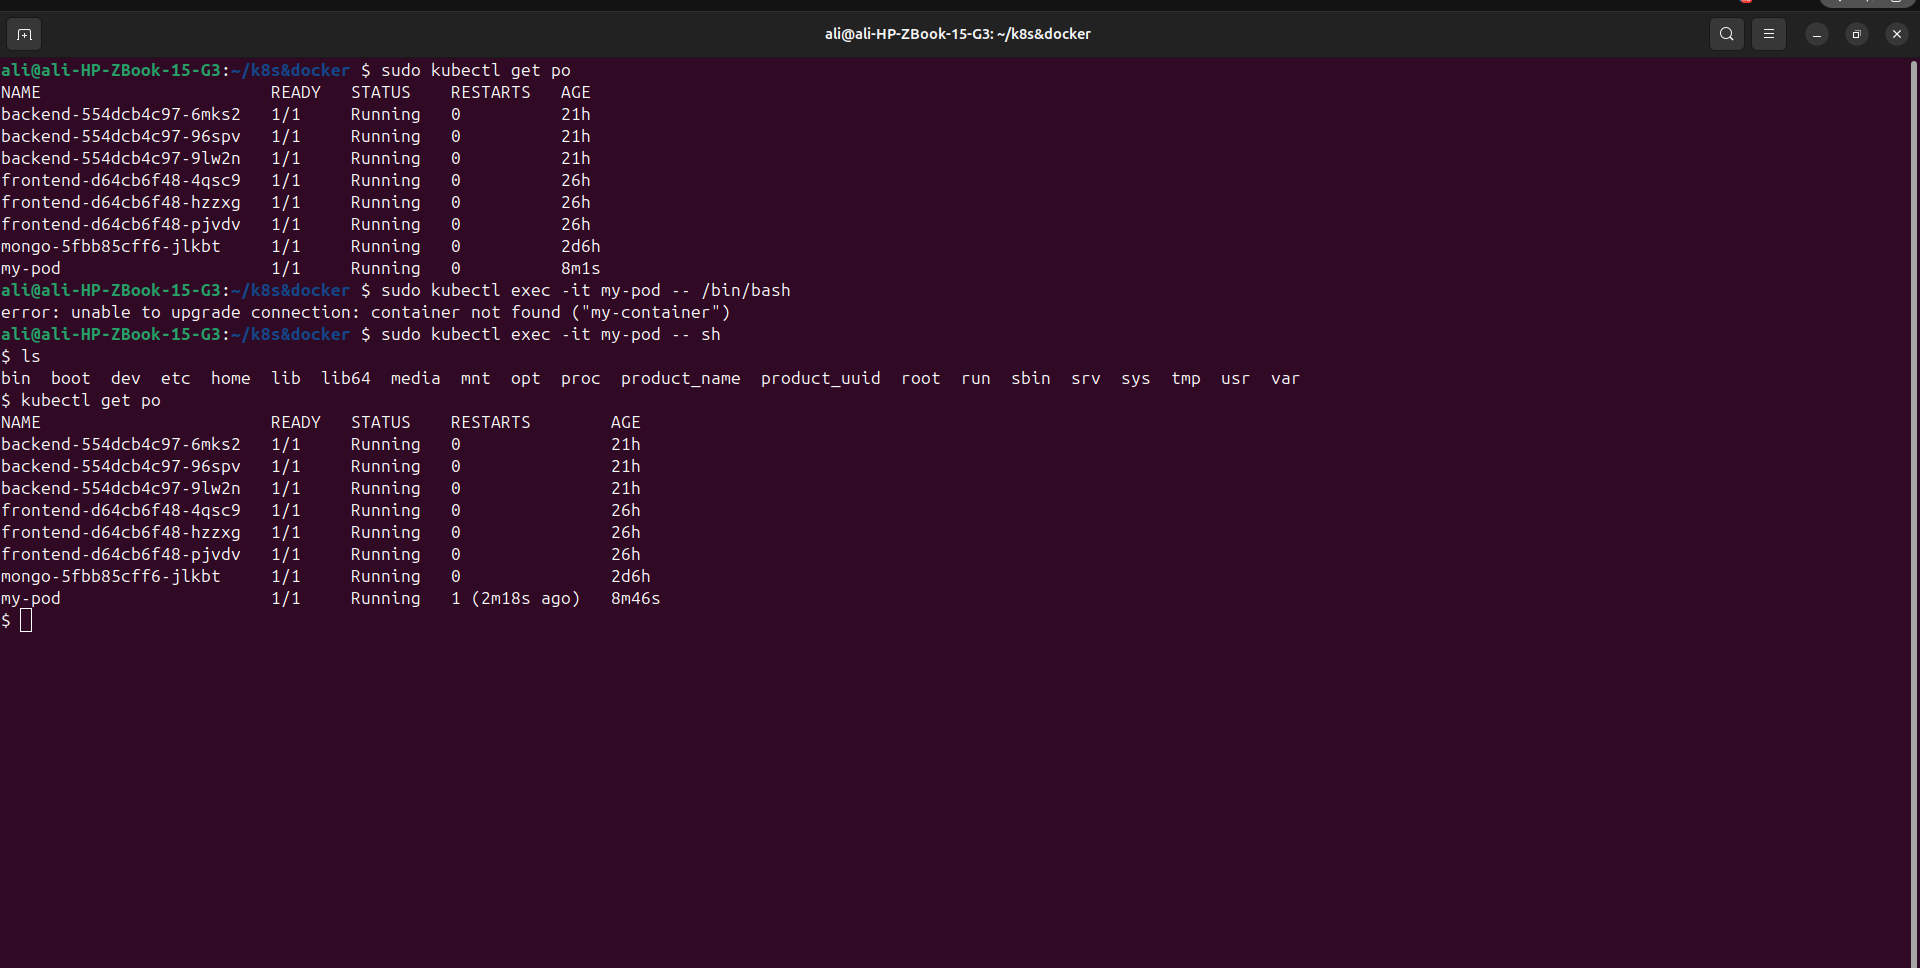 ali@ali-HP-ZBook-15-G3: ~/k8s&docker
ali@ali-HP-ZBook-15-G3:~/k8s&docker $ sudo kubectl get po
NAME                       READY   STATUS    RESTARTS   AGE
backend-554dcb4c97-6mks2   1/1     Running   0          21h
backend-554dcb4c97-96spv   1/1     Running   0          21h
backend-554dcb4c97-9lw2n   1/1     Running   0          21h
frontend-d64cb6f48-4qsc9   1/1     Running   0          26h
frontend-d64cb6f48-hzzxg   1/1     Running   0          26h
frontend-d64cb6f48-pjvdv   1/1     Running   0          26h
mongo-5fbb85cff6-jlkbt     1/1     Running   0          2d6h
my-pod                     1/1     Running   0          8m1s
ali@ali-HP-ZBook-15-G3:~/k8s&docker $ sudo kubectl exec -it my-pod -- /bin/bash
error: unable to upgrade connection: container not found ("my-container")
ali@ali-HP-ZBook-15-G3:~/k8s&docker $ sudo kubectl exec -it my-pod -- sh
$ ls
bin  boot  dev  etc  home  lib  lib64  media  mnt  opt  proc  product_name  product_uuid  root  run  sbin  srv  sys  tmp  usr  var
$ kubectl get po
NAME                       READY   STATUS    RESTARTS        AGE
backend-554dcb4c97-6mks2   1/1     Running   0               21h
backend-554dcb4c97-96spv   1/1     Running   0               21h
backend-554dcb4c97-9lw2n   1/1     Running   0               21h
frontend-d64cb6f48-4qsc9   1/1     Running   0               26h
frontend-d64cb6f48-hzzxg   1/1     Running   0               26h
frontend-d64cb6f48-pjvdv   1/1     Running   0               26h
mongo-5fbb85cff6-jlkbt     1/1     Running   0               2d6h
my-pod                     1/1     Running   1 (2m18s ago)   8m46s
$